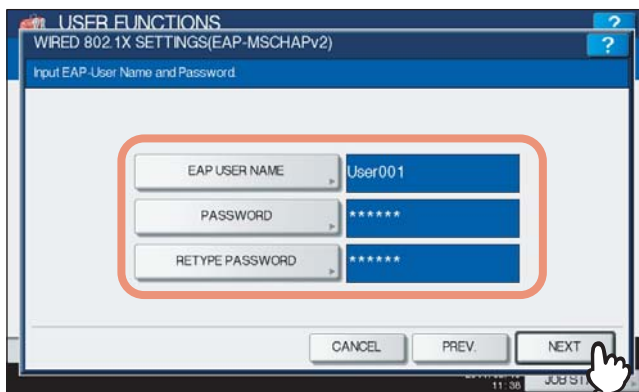 USER FUNCTIONS ?
WIRED 802.1X SETTINGS(EAP-MSCHAPv2) ?
Input EAP-User Name and Password.
EAP USER NAME User001
PASSWORD ******
RETYPE PASSWORD ******
CANCEL PREV. NEXT
11:38